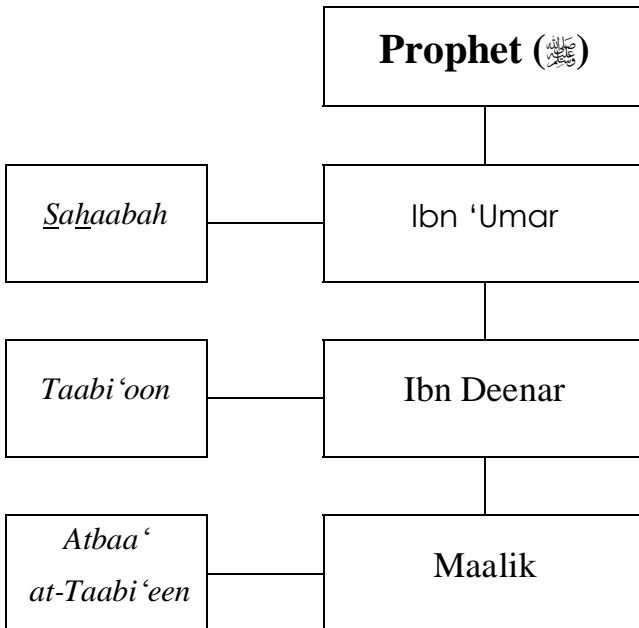 Prophet (ﷺ)
Sahaabah
Ibn ‘Umar
Taabi‘oon
Ibn Deenar
Atbaa‘
at-Taabi‘een
Maalik